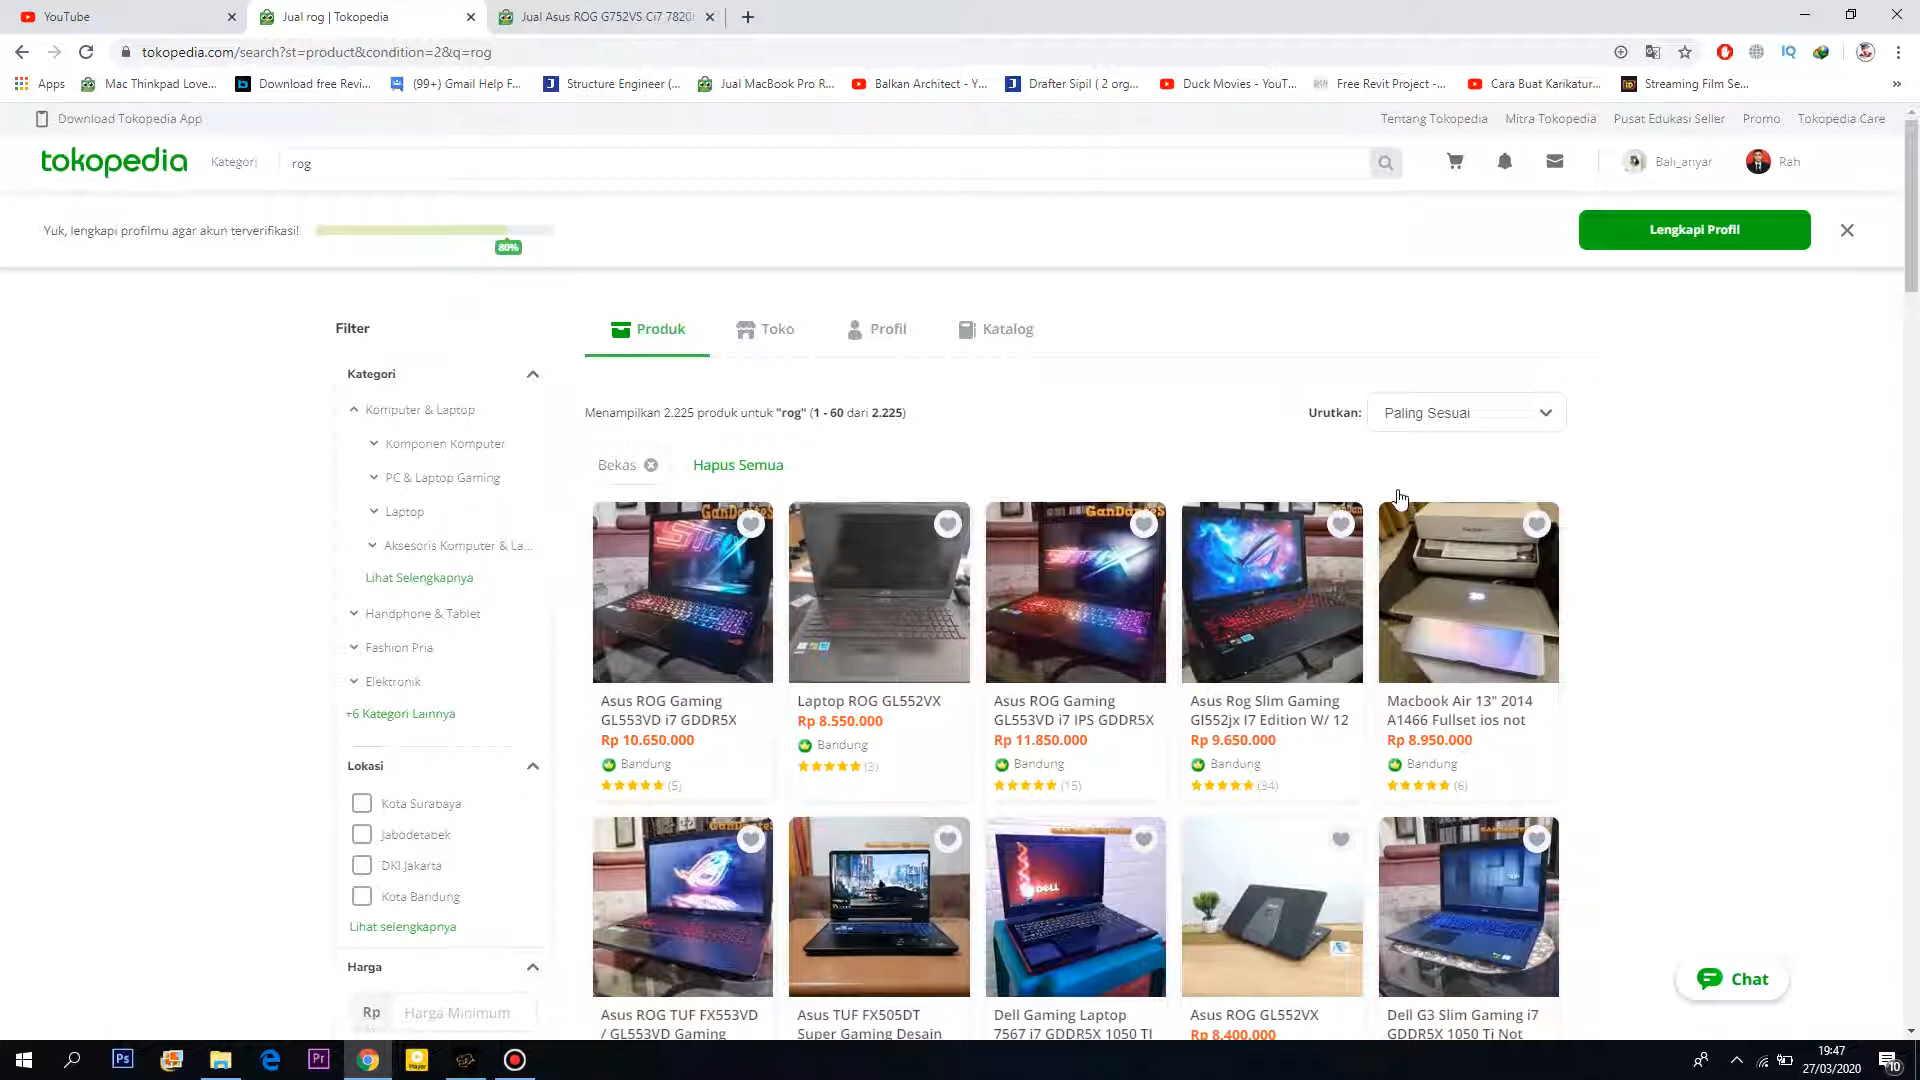 YouTube
Jual rog | Tokopedia
Jual Asus ROG G752VS Ci7 7820
tokopedia.com/search?st=product&condition=2&q=rog
Apps
Mac Thinkpad Love...
Download free Revi...
(99+) Gmail Help F...
Structure Engineer (...
Jual MacBook Pro R...
Balkan Architect - Y...
Drafter Sipil ( 2 org...
Duck Movies - YouT...
Free Revit Project -...
Cara Buat Karikatur...
Streaming Film Se...
Download Tokopedia App
Tentang Tokopedia
Mitra Tokopedia
Pusat Edukasi Seller
Promo
Tokopedia Care
tokopedia
Kategori
rog
Bali_anyar
Rah
Yuk, lengkapi profilmu agar akun terverifikasi!
80%
Lengkapi Profil
Filter
Produk
Toko
Profil
Katalog
Kategori
Komputer & Laptop
Komponen Komputer
PC & Laptop Gaming
Laptop
Aksesoris Komputer & La...
Lihat Selengkapnya
Handphone & Tablet
Fashion Pria
Elektronik
+6 Kategori Lainnya
Lokasi
Kota Surabaya
Jabodetabek
DKI Jakarta
Kota Bandung
Lihat selengkapnya
Harga
Rp
Harga Minimum
Menampilkan 2.225 produk untuk "rog" (1 - 60 dari 2.225)
Urutkan:
Paling Sesuai
Bekas
Hapus Semua
Asus ROG Gaming
GL553VD i7 GDDR5X
Rp 10.650.000
Bandung
(5)
Laptop ROG GL552VX
Rp 8.550.000
Bandung
(3)
GanDanteS
Asus ROG Gaming
GL553VD i7 IPS GDDR5X
Rp 11.850.000
Bandung
(15)
Asus Rog Slim Gaming
Gl552jx I7 Edition W/ 12
Rp 9.650.000
Bandung
(34)
Macbook Air 13" 2014
A1466 Fullset ios not
Rp 8.950.000
Bandung
(6)
Asus ROG TUF FX553VD
/ GL553VD Gaming
Asus TUF FX505DT
Super Gaming Desain
DELL
Dell Gaming Laptop
7567 i7 GDDR5X 1050 TI
Asus ROG GL552VX
Rp 8.400.000
Dell G3 Slim Gaming i7
GDDR5X 1050 Ti Not
Chat
Ps
Pr
19:47
27/03/2020
10